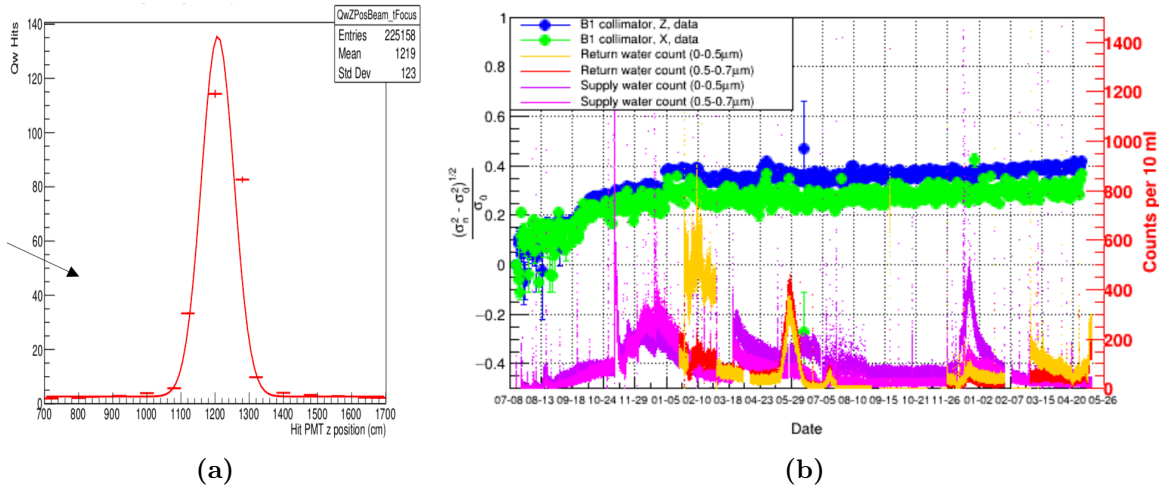 QwZPosBeam_tFocus
Entries 225158
Mean 1219
Std Dev 123
Qw Hits
140
120
100
80
60
40
20
0
700 800 900 1000 1100 1200 1300 1400 1500 1600 1700
Hit PMT z position (cm)
(a)
B1 collimator, Z, data
B1 collimator, X, data
Return water count (0-0.5μm)
Return water count (0.5-0.7μm)
Supply water count (0-0.5μm)
Supply water count (0.5-0.7μm)
1
0.8
0.6
0.4
0.2
0
-0.2
-0.4
(σ_n^2 - σ_0^2)^{1/2}
σ_0
1400
1200
1000
800
600
400
200
0
Counts per 10 ml
07-08 08-13 09-18 10-24 11-29 01-05 02-10 03-18 04-23 05-29 07-04 08-10 09-15 10-21 11-26 01-02 02-07 03-15 04-20 05-26
Date
(b)